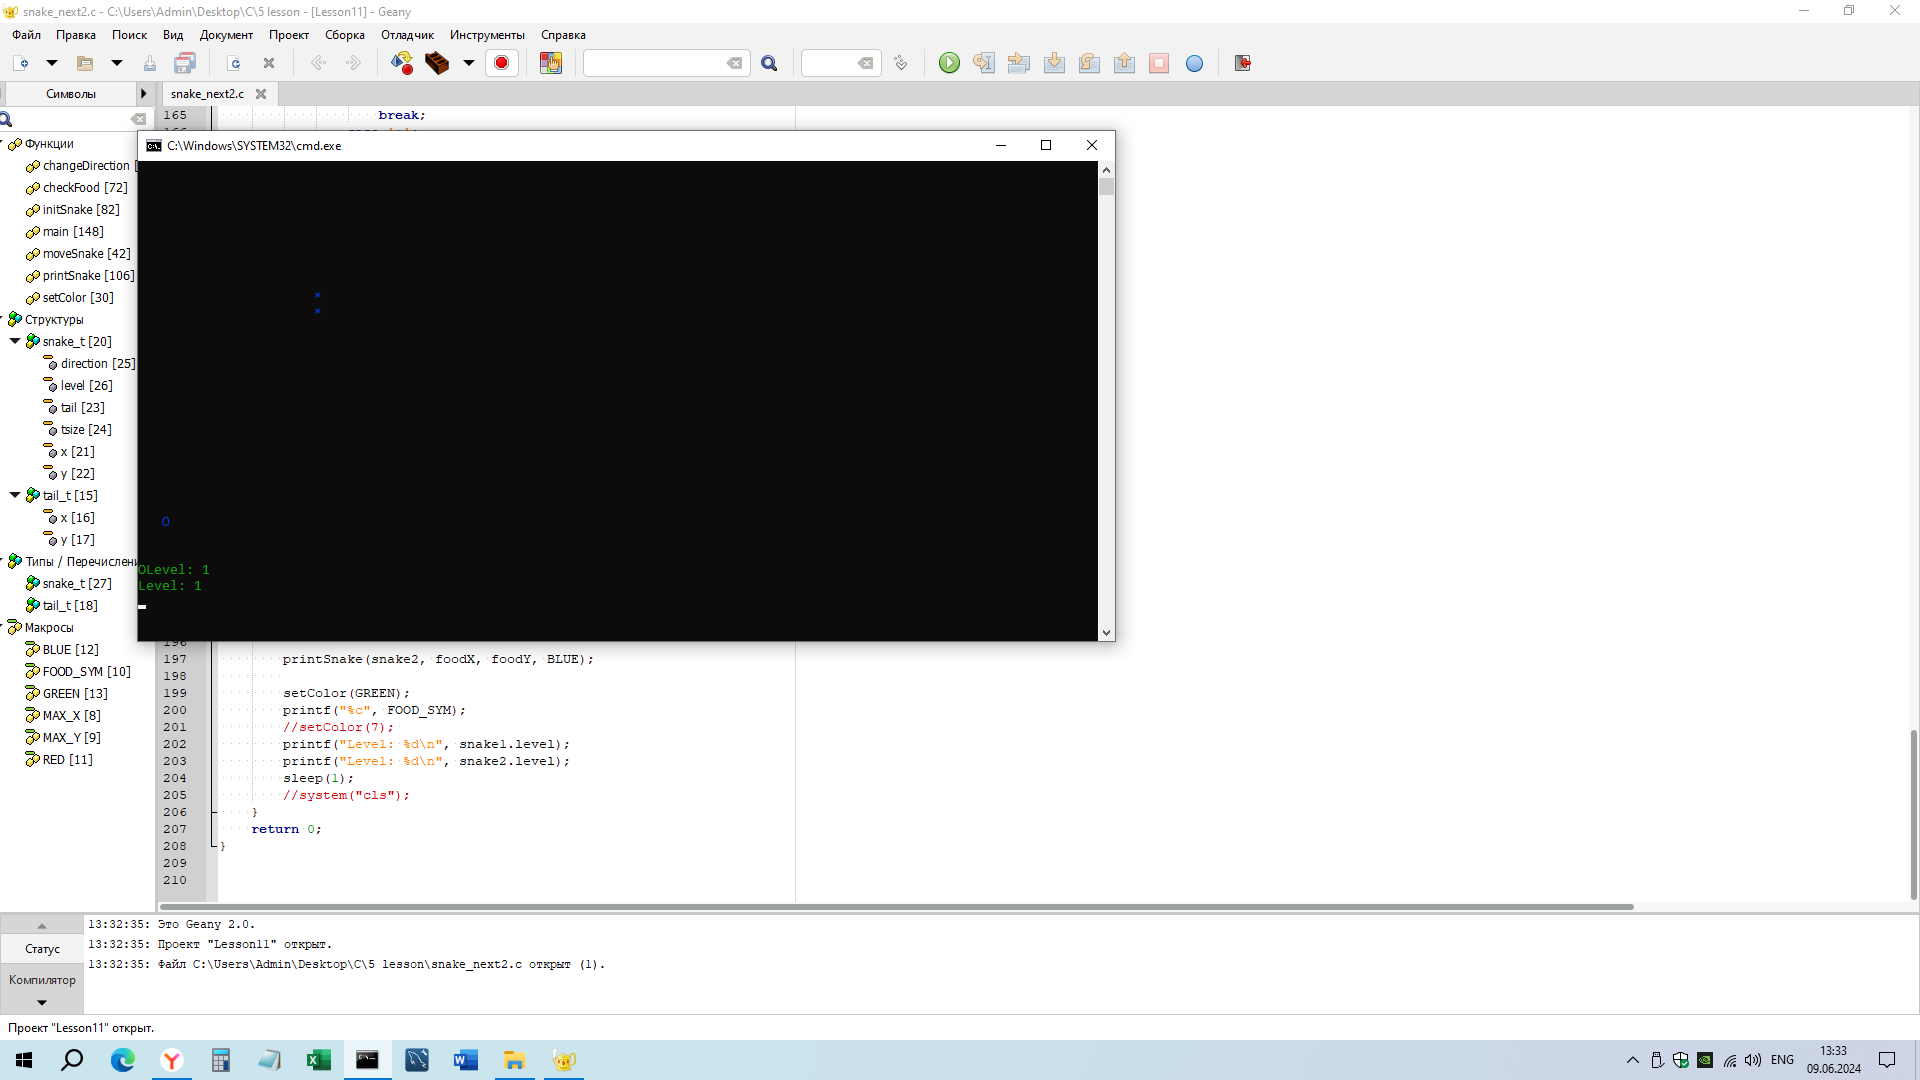 snake_next2.c - C:\Users\Admin\Desktop\C\5 lesson - [Lesson11] - Geany
Файл Правка Поиск Вид Документ Проект Сборка Отладчик Инструменты Справка
Символы
snake_next2.c
Функции
changeDirection [
checkFood [72]
initSnake [82]
main [148]
moveSnake [42]
printSnake [106]
setColor [30]
Структуры
snake_t [20]
direction [25]
level [26]
tail [23]
tsize [24]
x [21]
y [22]
tail_t [15]
x [16]
y [17]
Типы / Перечислени
snake_t [27]
tail_t [18]
Макросы
BLUE [12]
FOOD_SYM [10]
GREEN [13]
MAX_X [8]
MAX_Y [9]
RED [11]
165 break;
C:\Windows\SYSTEM32\cmd.exe
*
*
O
OLevel: 1
Level: 1
196
197 printSnake(snake2, foodX, foodY, BLUE);
198
199 setColor(GREEN);
200 printf("%c", FOOD_SYM);
201 //setColor(7);
202 printf("Level: %d\n", snake1.level);
203 printf("Level: %d\n", snake2.level);
204 sleep(1);
205 //system("cls");
206 }
207 return 0;
208 }
209
210
Статус
Компилятор
13:32:35: Это Geany 2.0.
13:32:35: Проект "Lesson11" открыт.
13:32:35: Файл C:\Users\Admin\Desktop\C\5 lesson\snake_next2.c открыт (1).
Проект "Lesson11" открыт.
ENG
13:33
09.06.2024